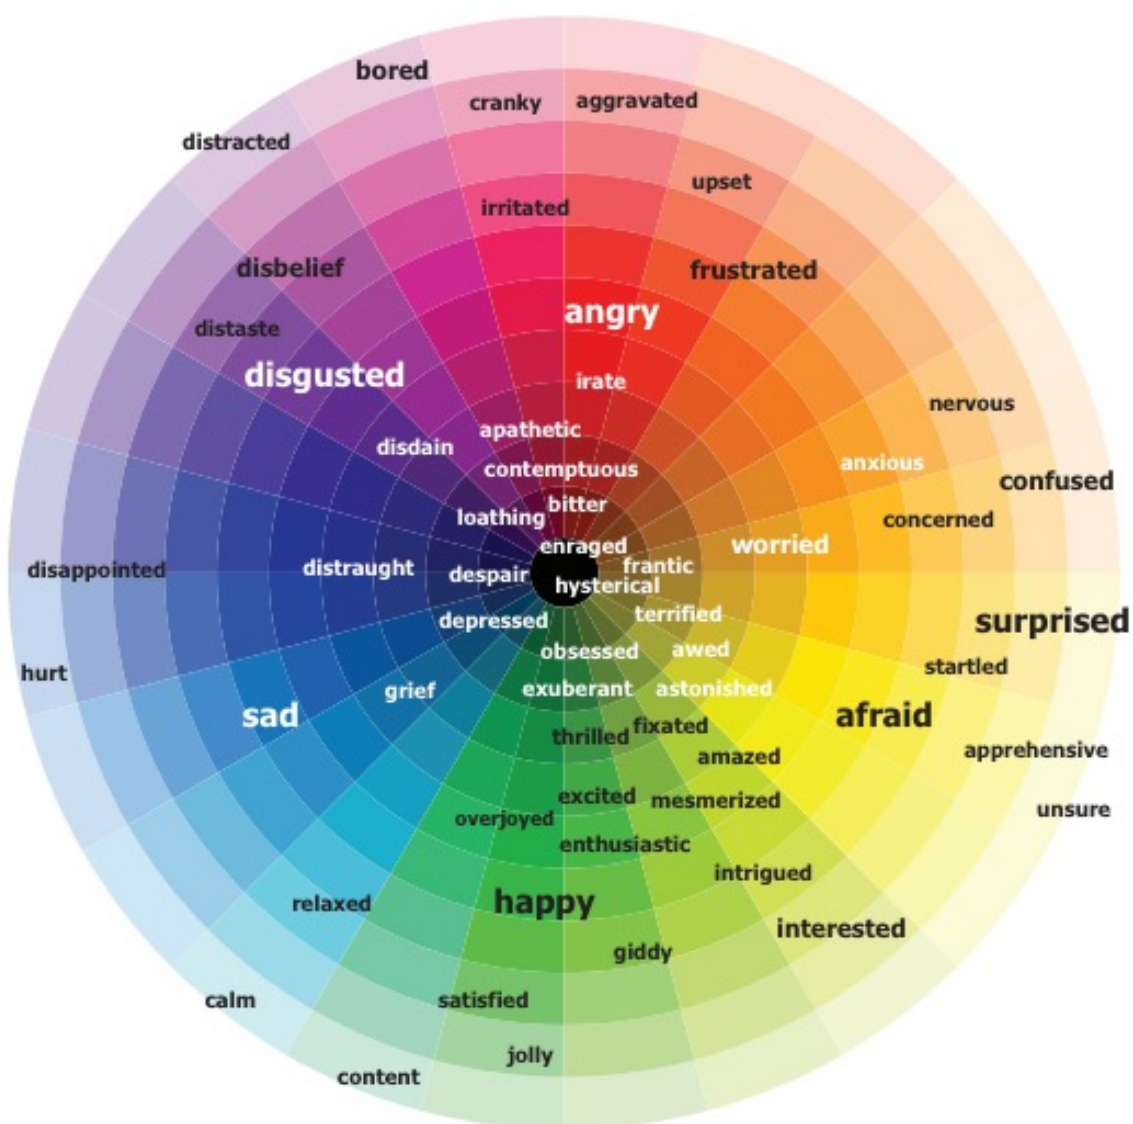 bored
cranky
aggravated
distracted
upset
irritated
disbelief
frustrated
angry
distaste
disgusted
irate
nervous
apathetic
disdain
anxious
contemptuous
confused
bitter
loathing
concerned
enraged
worried
disappointed
distraught
despair
frantic
hysterical
terrified
depressed
surprised
obsessed
awed
startled
hurt
grief
exuberant
astonished
sad
afraid
fixated
thrilled
apprehensive
amazed
excited
mesmerized
unsure
overjoyed
enthusiastic
intrigued
relaxed
happy
interested
giddy
calm
satisfied
jolly
content